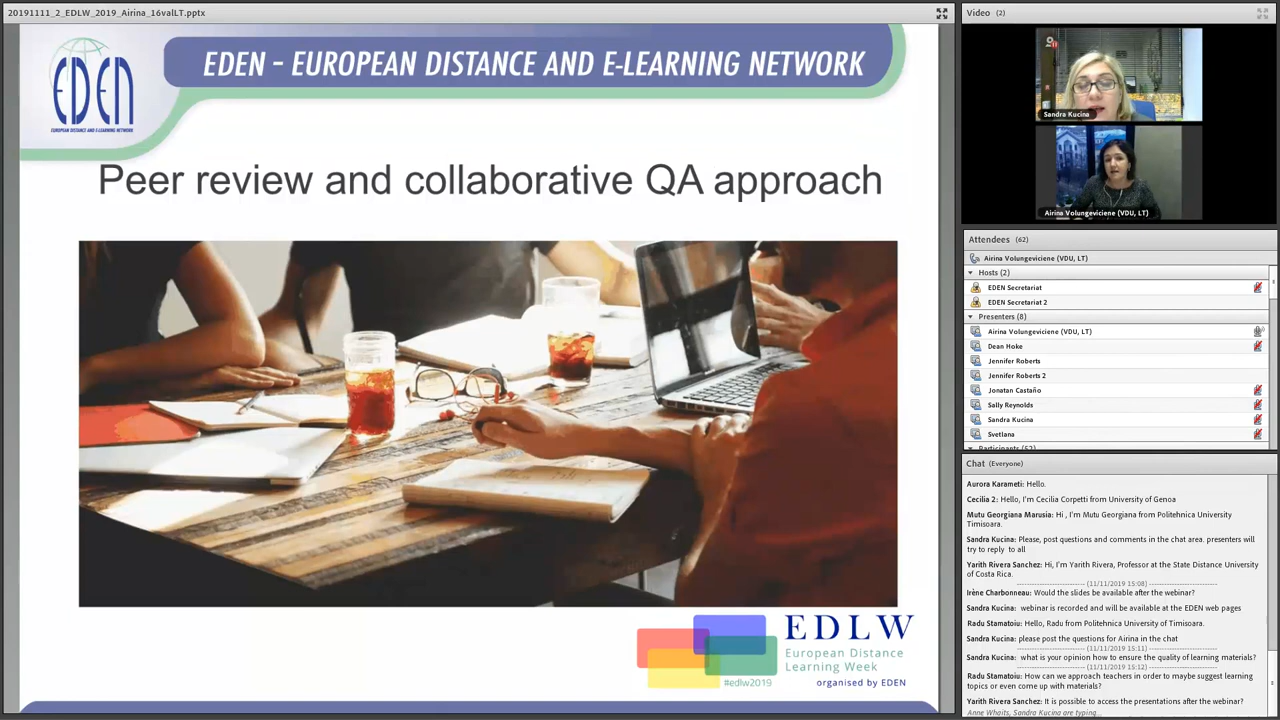 20191111_2_EDLW_2019_Airina_16valLT.pptx
EDEN
EUROPEAN DISTANCE AND E-LEARNING NETWORK
EDEN - EUROPEAN DISTANCE AND E-LEARNING NETWORK
Peer review and collaborative QA approach
EDLW
European Distance
Learning Week
#edlw2019
organised by EDEN
Video (2)
Sandra Kucina
Airina Volungeviciene (VDU, LT)
Attendees (62)
Airina Volungeviciene (VDU, LT)
Hosts (2)
EDEN Secretariat
EDEN Secretariat 2
Presenters (8)
Airina Volungeviciene (VDU, LT)
Dean Hoke
Jennifer Roberts
Jennifer Roberts 2
Jonatan Castaño
Sally Reynolds
Sandra Kucina
Svetlana
Participants (52)
Chat (Everyone)
Aurora Karameti: Hello.
Cecilia 2: Hello, I'm Cecilia Corpetti from University of Genoa
Mutu Georgiana Marusia: Hi , I'm Mutu Georgiana from Politehnica University
Timisoara.
Sandra Kucina: Please, post questions and comments in the chat area. presenters will
try to reply to all
Yarith Rivera Sanchez: Hi, I'm Yarith Rivera, Professor at the State Distance University
of Costa Rica.
(11/11/2019 15:08)
Irène Charbonneau: Would the slides be available after the webinar?
Sandra Kucina: webinar is recorded and will be available at the EDEN web pages
Radu Stamatoiu: Hello, Radu from Politehnica University of Timisoara.
Sandra Kucina: please post the questions for Airina in the chat
(11/11/2019 15:11)
Sandra Kucina: what is your opinion how to ensure the quality of learning materials?
(11/11/2019 15:12)
Radu Stamatoiu: How can we approach teachers in order to maybe suggest learning
topics or even come up with materials?
Yarith Rivera Sanchez: It is possible to access the presentations after the webinar?
Anne Whaits, Sandra Kucina are typing...